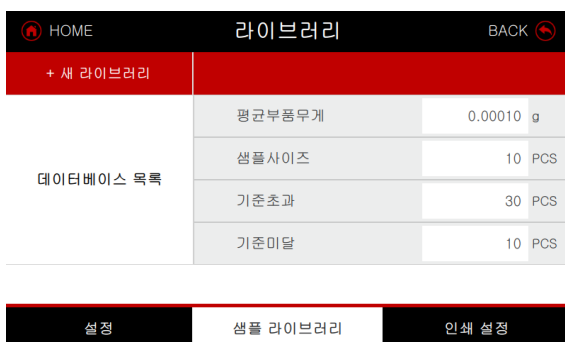 HOME 라이브러리 BACK
+ 새 라이브러리
평균부품무게 0.00010 g
샘플사이즈 10 PCS
데이터베이스 목록
기준초과 30 PCS
기준미달 10 PCS
설정 샘플 라이브러리 인쇄 설정